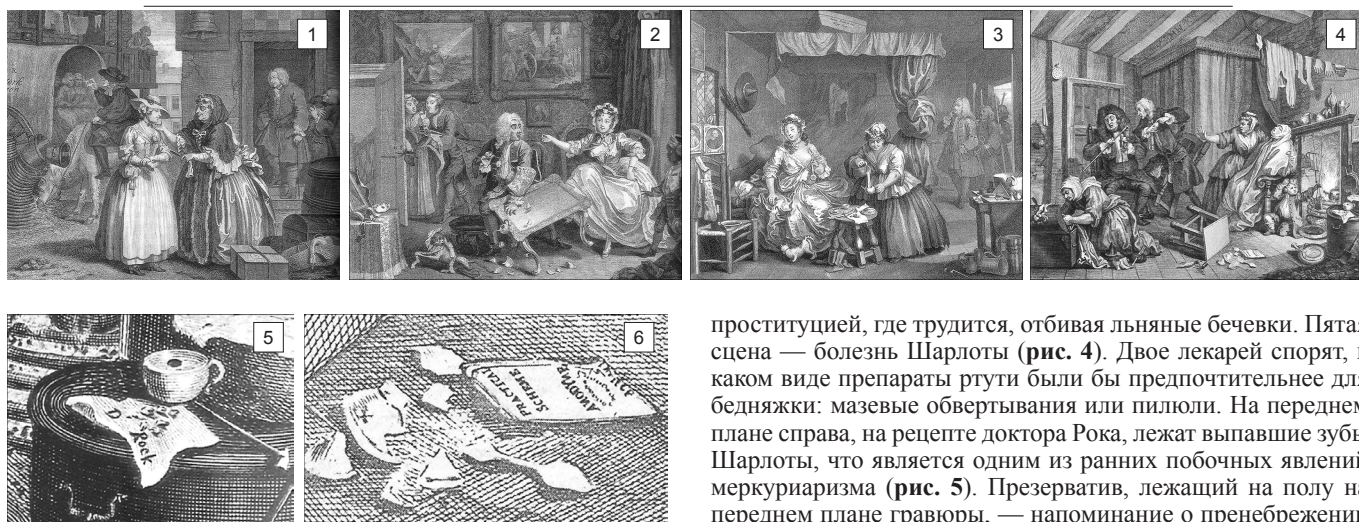 1
2
3
4
5
Dr
Rock
6
PRACTICAL
SCHEME
ANODYNE
проституцией, где трудится, отбивая льняные бечевки. Пятая
сцена — болезнь Шарлоты (рис. 4). Двое лекарей спорят, в
каком виде препараты ртути были бы предпочтительнее для
бедняжки: мазевые обвертывания или пилюли. На переднем
плане справа, на рецепте доктора Рока, лежат выпавшие зубы
Шарлоты, что является одним из ранних побочных явлений
меркуриаризма (рис. 5). Презерватив, лежащий на полу на
переднем плане гравюры, — напоминание о пренебрежении